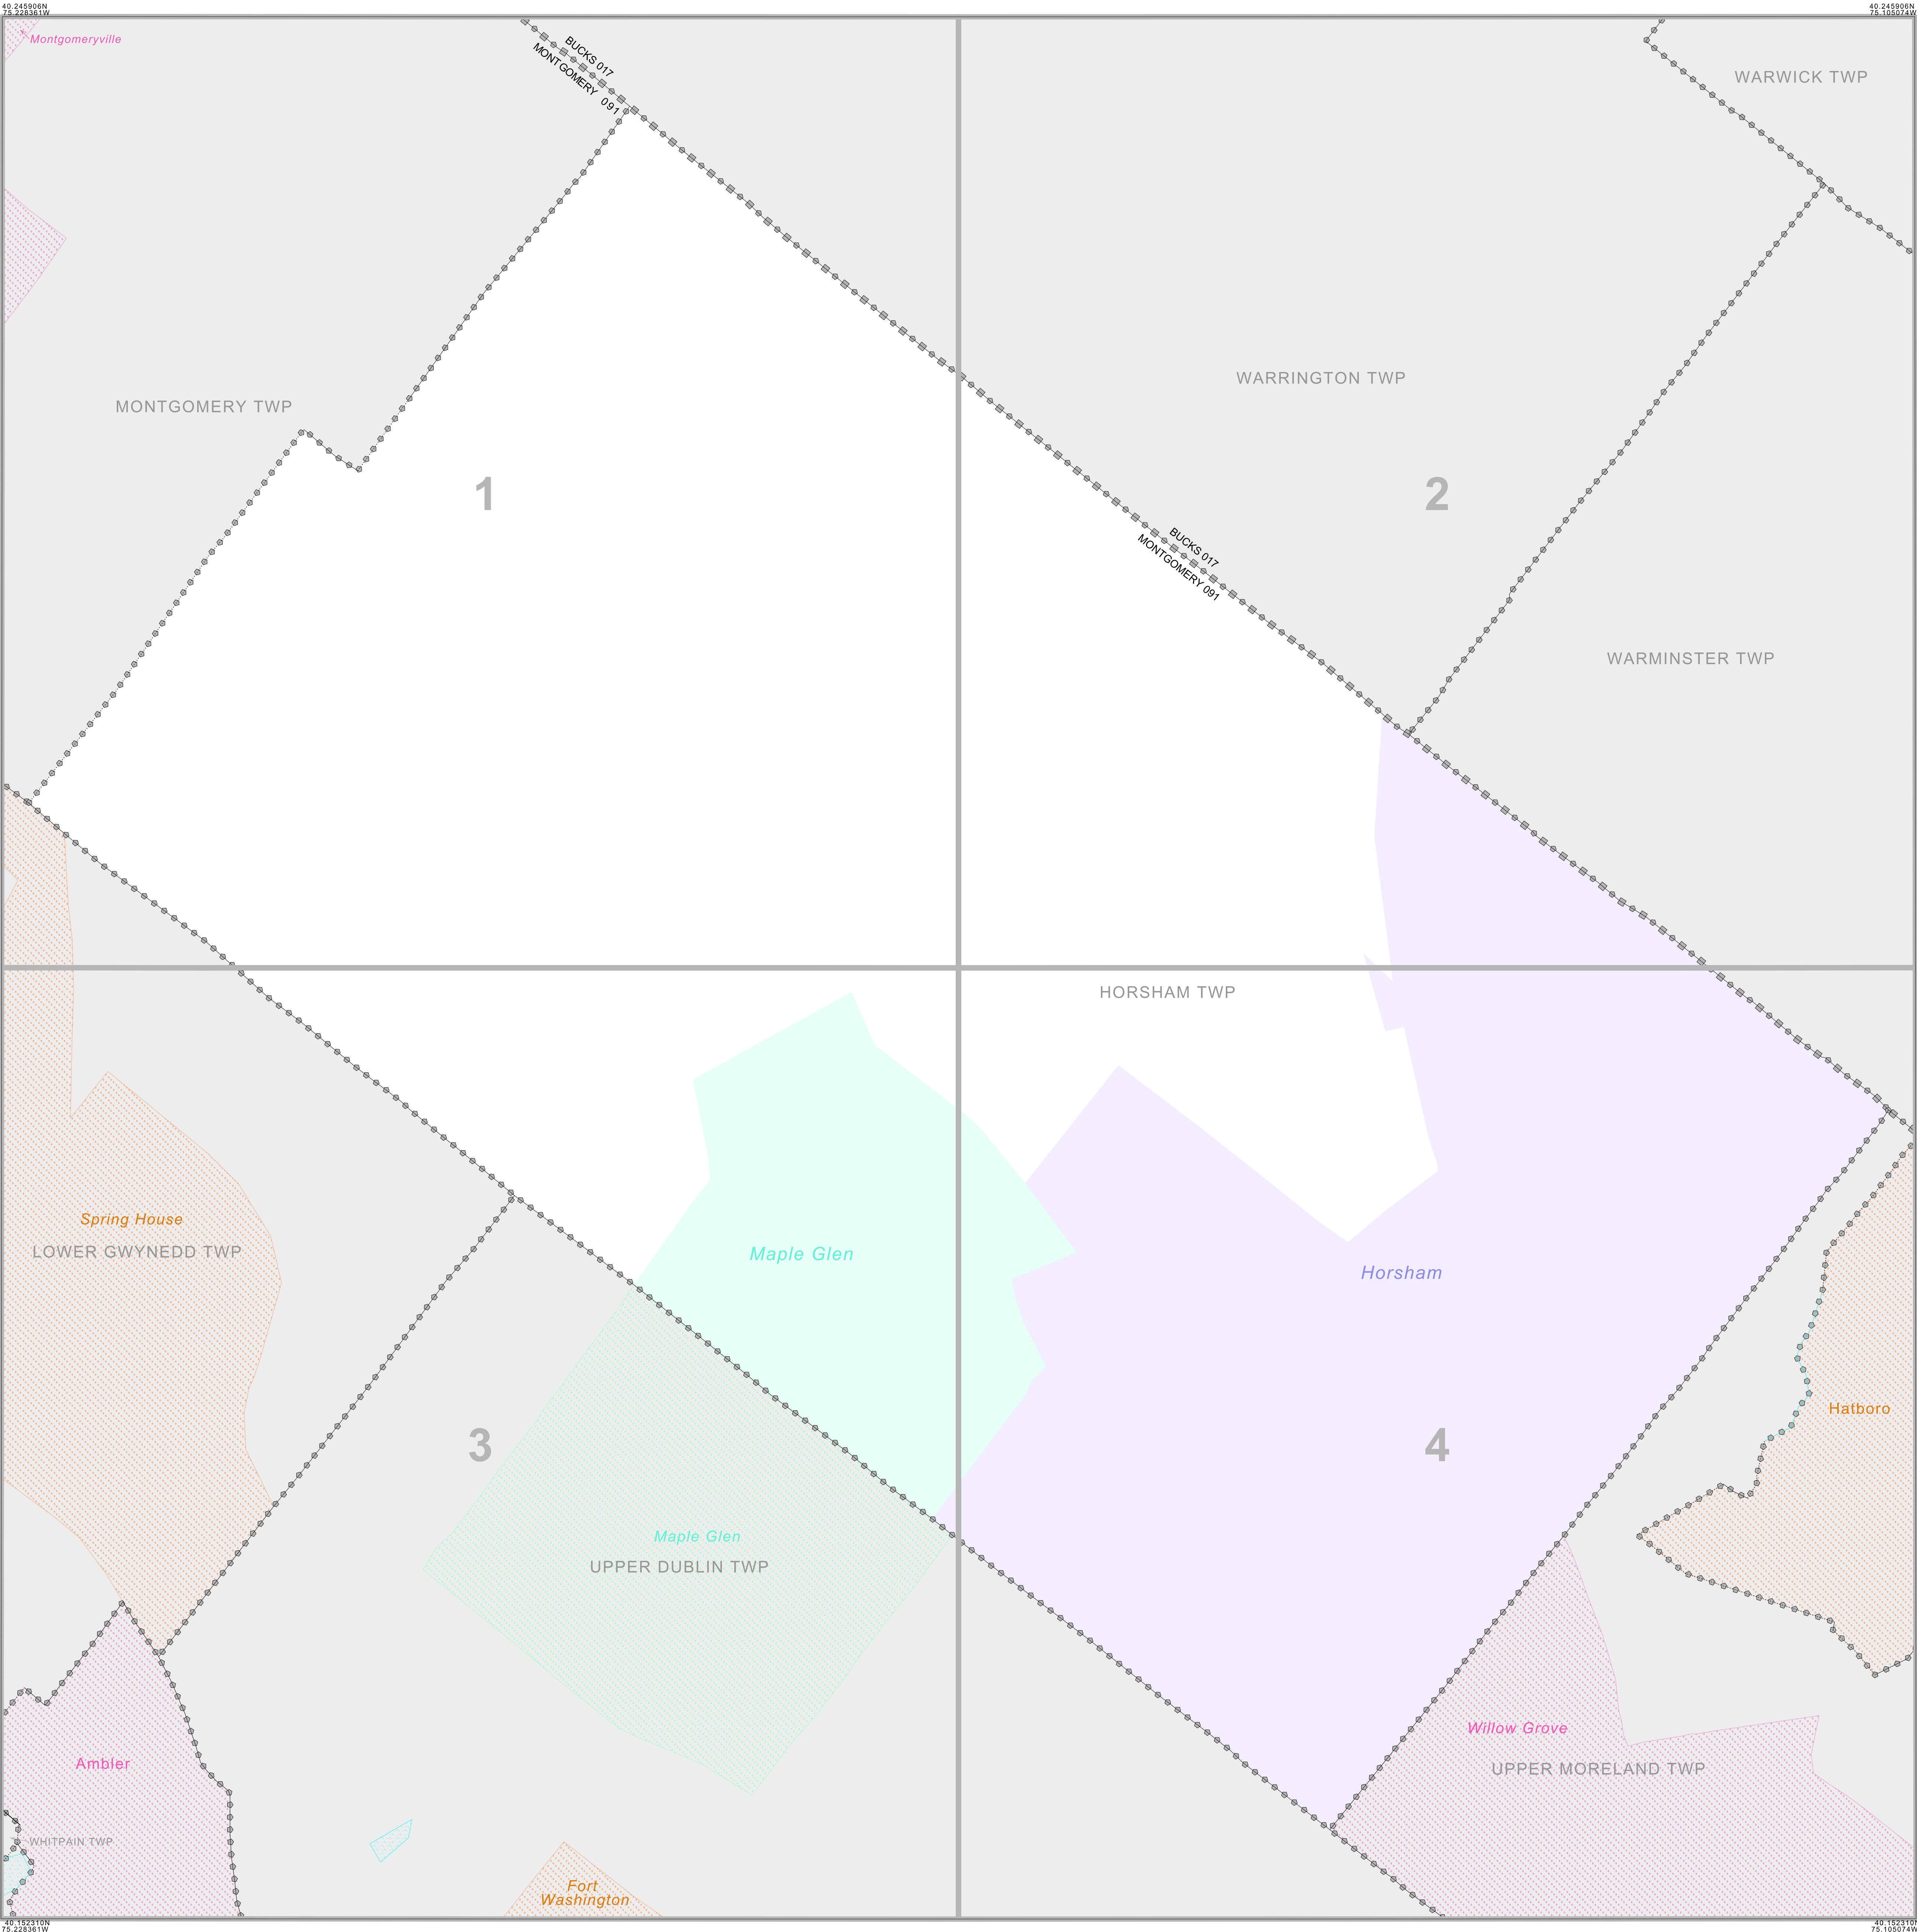 40.245906N
75.228361W
40.245906N
75.105074W
Montgomeryville
BUCKS 017
MONTGOMERY 091
WARWICK TWP
WARRINGTON TWP
MONTGOMERY TWP
1
2
BUCKS 017
MONTGOMERY 091
WARMINSTER TWP
HORSHAM TWP
Spring House
LOWER GWYNEDD TWP
Maple Glen
Horsham
Hatboro
3
4
Maple Glen
UPPER DUBLIN TWP
Willow Grove
UPPER MORELAND TWP
Ambler
WHITPAIN TWP
Fort
Washington
40.152310N
75.228361W
40.152310N
75.105074W